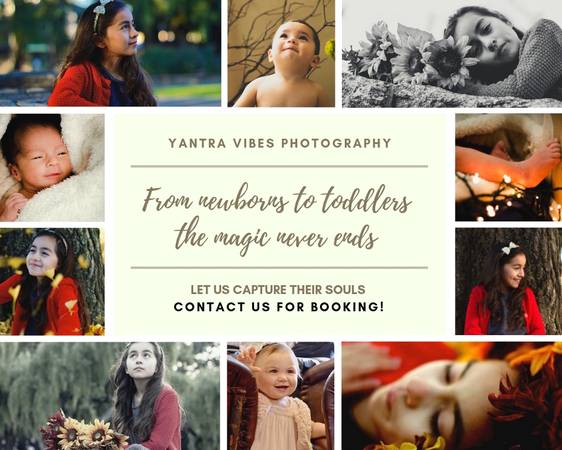 YANTRA VIBES PHOTOGRAPHY
From newborns to toddlers
the magic never ends
LET US CAPTURE THEIR SOULS
CONTACT US FOR BOOKING!